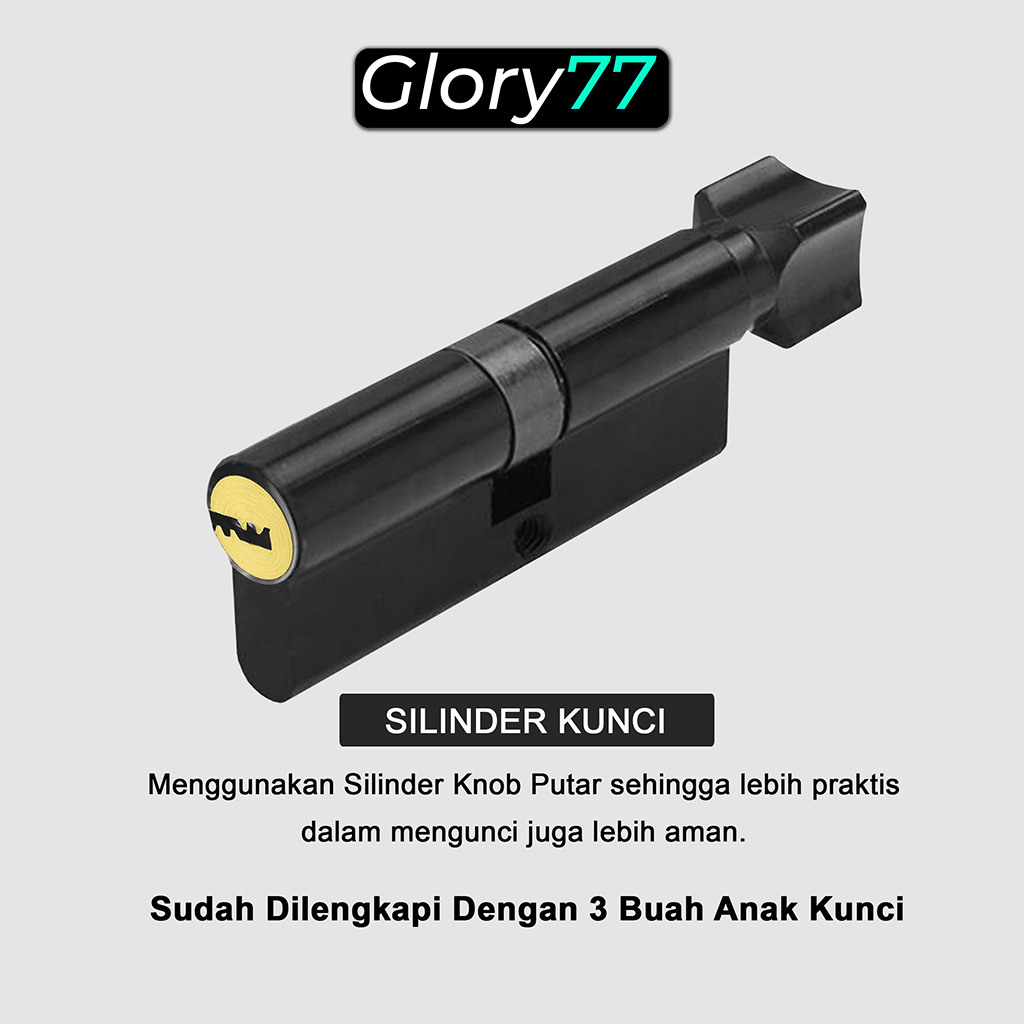 Glory77
SILINDER KUNCI
Menggunakan Silinder Knob Putar sehingga lebih praktis
dalam mengunci juga lebih aman.
Sudah Dilengkapi Dengan 3 Buah Anak Kunci